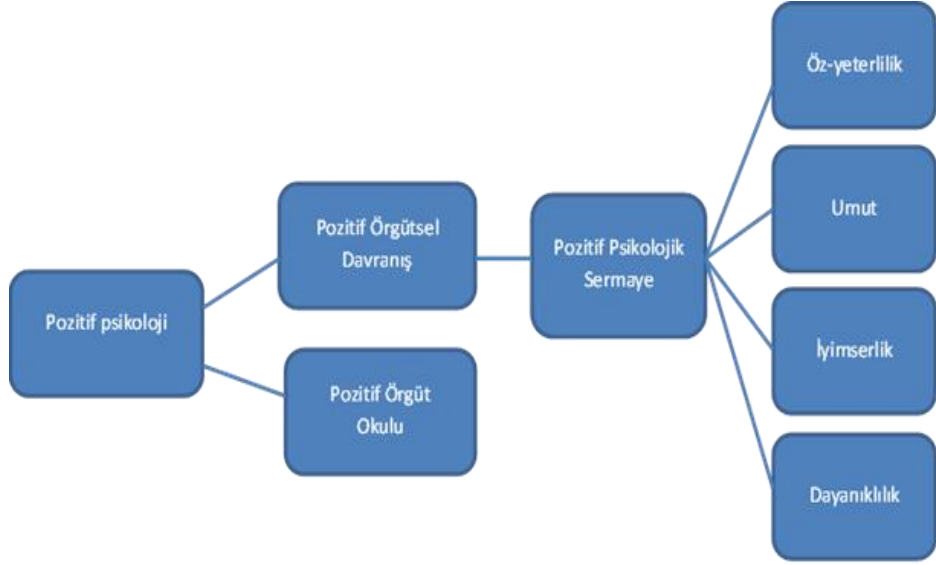 Pozitif psikoloji
Pozitif Örgütsel
Davranış
Pozitif Örgüt
Okulu
Pozitif Psikolojik
Sermaye
Öz-yeterlilik
Umut
İyimserlik
Dayanıklılık